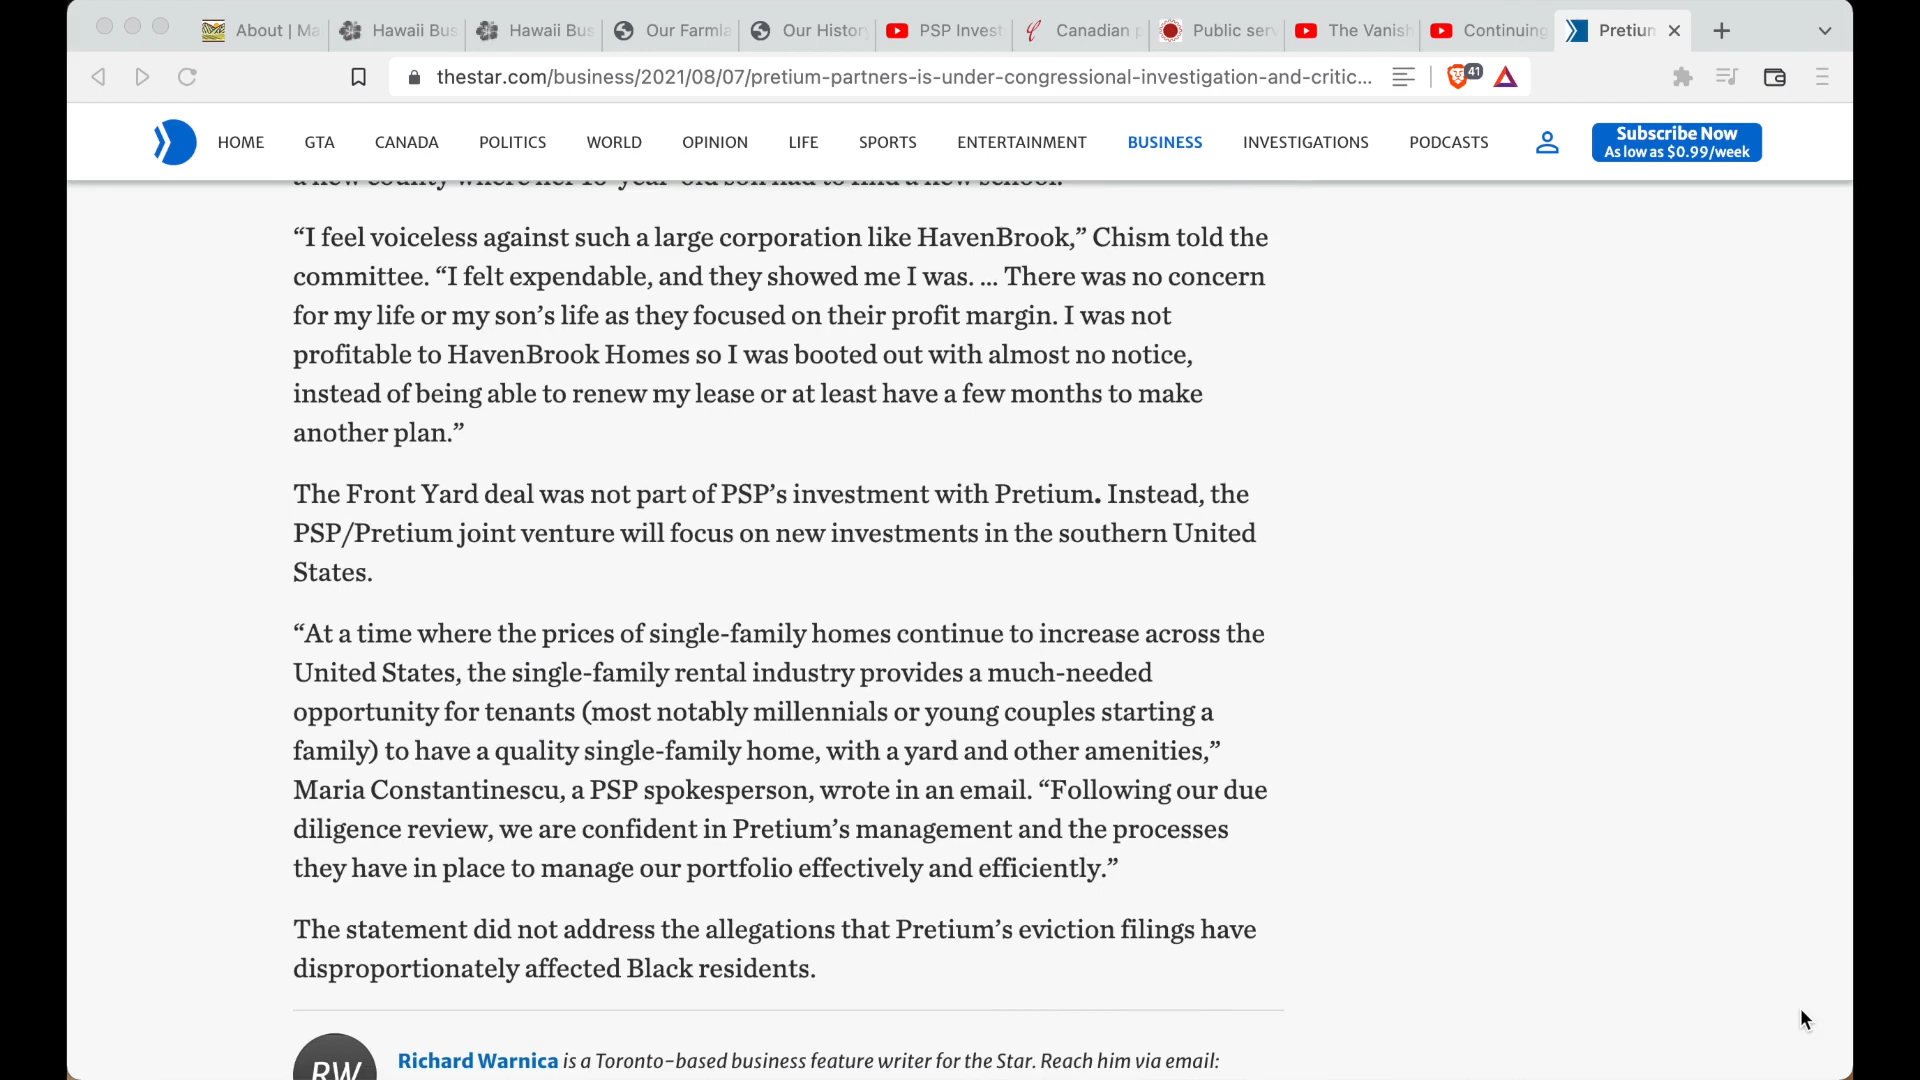 About | Ma
Hawaii Bus
Hawaii Bus
Our Farmla
Our Histor
PSP Invest
Canadian p
Public serv
The Vanish
Continuing
Pretium
thestar.com/business/2021/08/07/pretium-partners-is-under-congressional-investigation-and-critic...
41
HOME GTA CANADA POLITICS WORLD OPINION LIFE SPORTS ENTERTAINMENT BUSINESS INVESTIGATIONS PODCASTS
Subscribe Now
As low as $0.99/week
a new county where her 10-year-old son had to find a new school.
“I feel voiceless against such a large corporation like HavenBrook,” Chism told the
committee. “I felt expendable, and they showed me I was. ... There was no concern
for my life or my son’s life as they focused on their profit margin. I was not
profitable to HavenBrook Homes so I was booted out with almost no notice,
instead of being able to renew my lease or at least have a few months to make
another plan.”
The Front Yard deal was not part of PSP’s investment with Pretium. Instead, the
PSP/Pretium joint venture will focus on new investments in the southern United
States.
“At a time where the prices of single-family homes continue to increase across the
United States, the single-family rental industry provides a much-needed
opportunity for tenants (most notably millennials or young couples starting a
family) to have a quality single-family home, with a yard and other amenities,”
Maria Constantinescu, a PSP spokesperson, wrote in an email. “Following our due
diligence review, we are confident in Pretium’s management and the processes
they have in place to manage our portfolio effectively and efficiently.”
The statement did not address the allegations that Pretium’s eviction filings have
disproportionately affected Black residents.
RW
Richard Warnica is a Toronto-based business feature writer for the Star. Reach him via email: